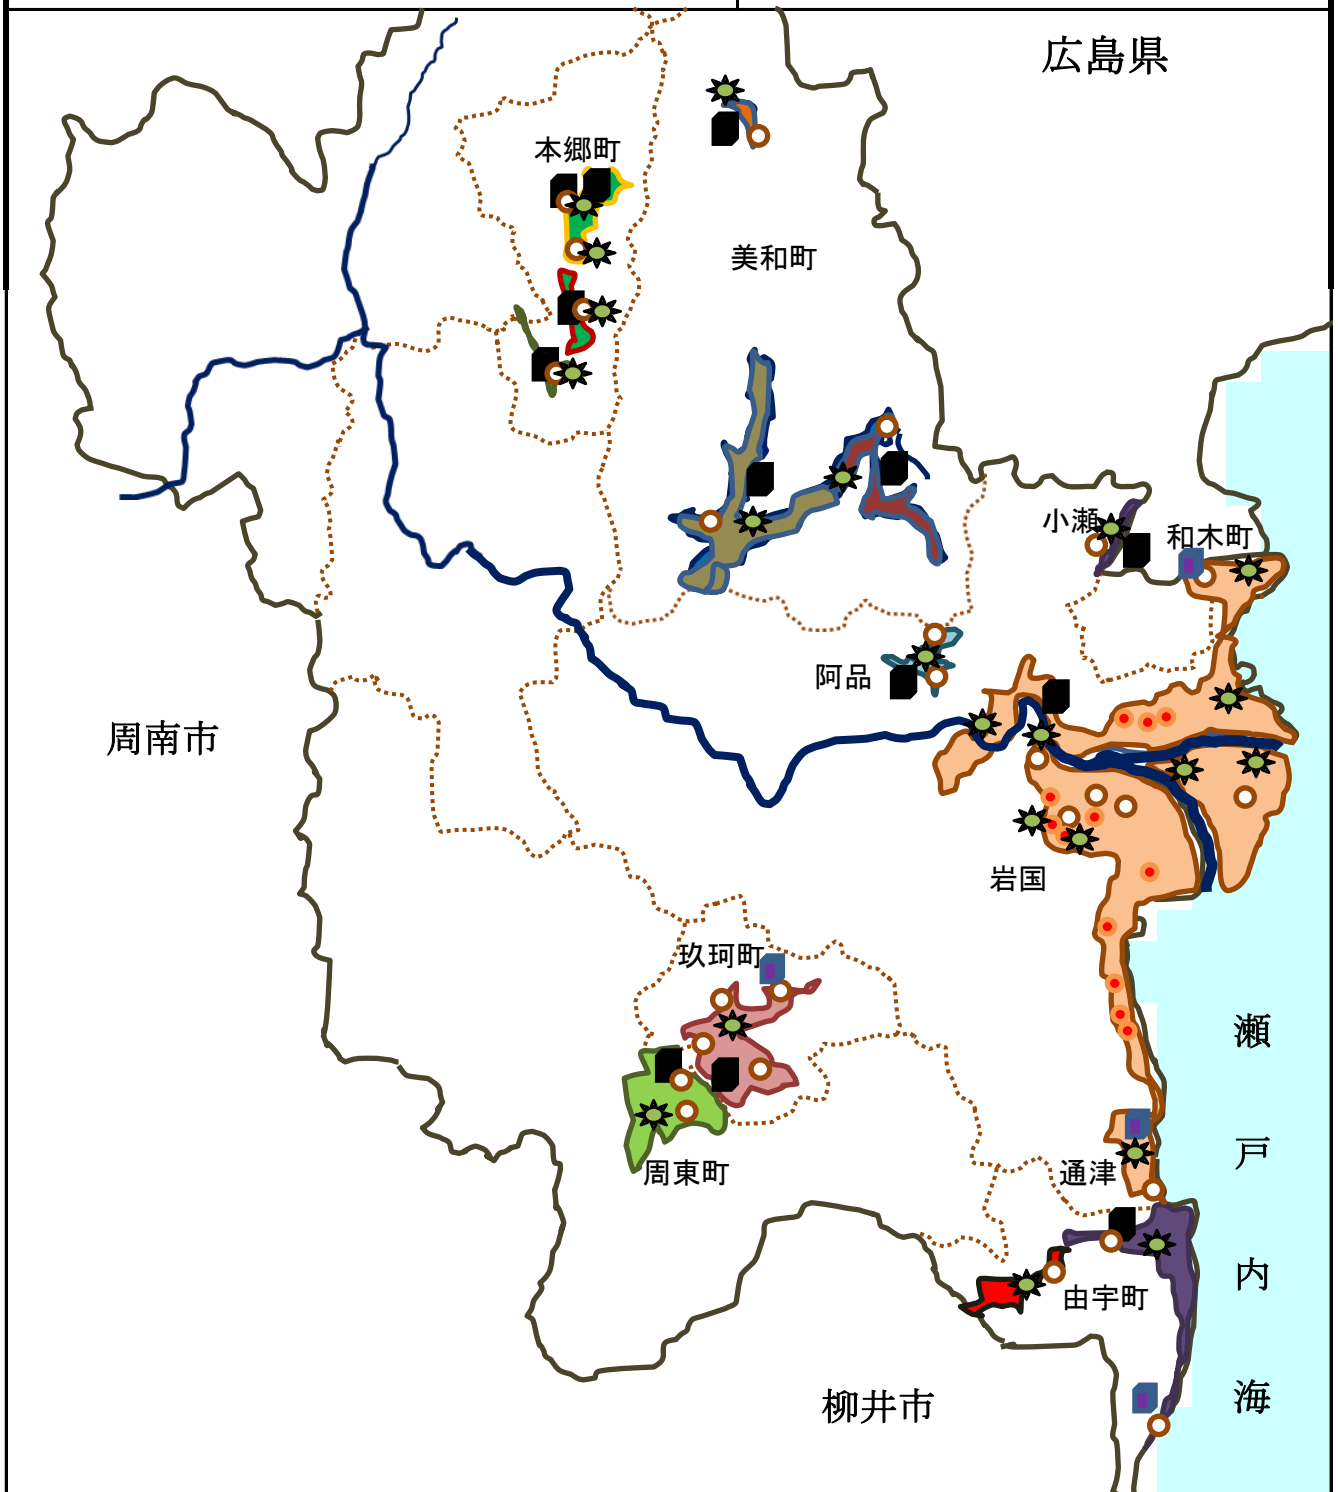 広島県
本郷町
美和町
小瀬
和木町
阿品
周南市
岩国
玖珂町
瀬戸内海
周東町
通津
由宇町
柳井市